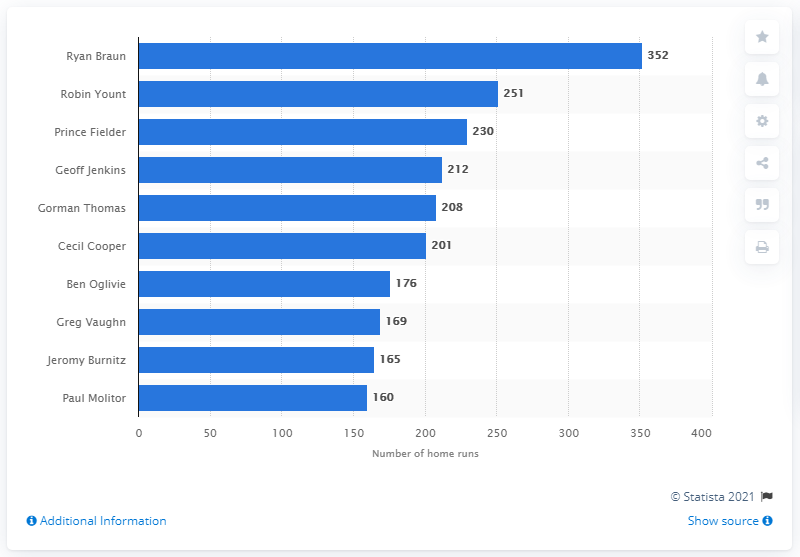 Ryan Braun 352
Robin Yount 251
Prince Fielder 230
Geoff Jenkins 212
Gorman Thomas 208
Cecil Cooper 201
Ben Oglivie 176
Greg Vaughn 169
Jeromy Burnitz 165
Paul Molitor 160
0 50 100 150 200 250 300 350 400
Number of home runs
© Statista 2021
Additional Information Show source